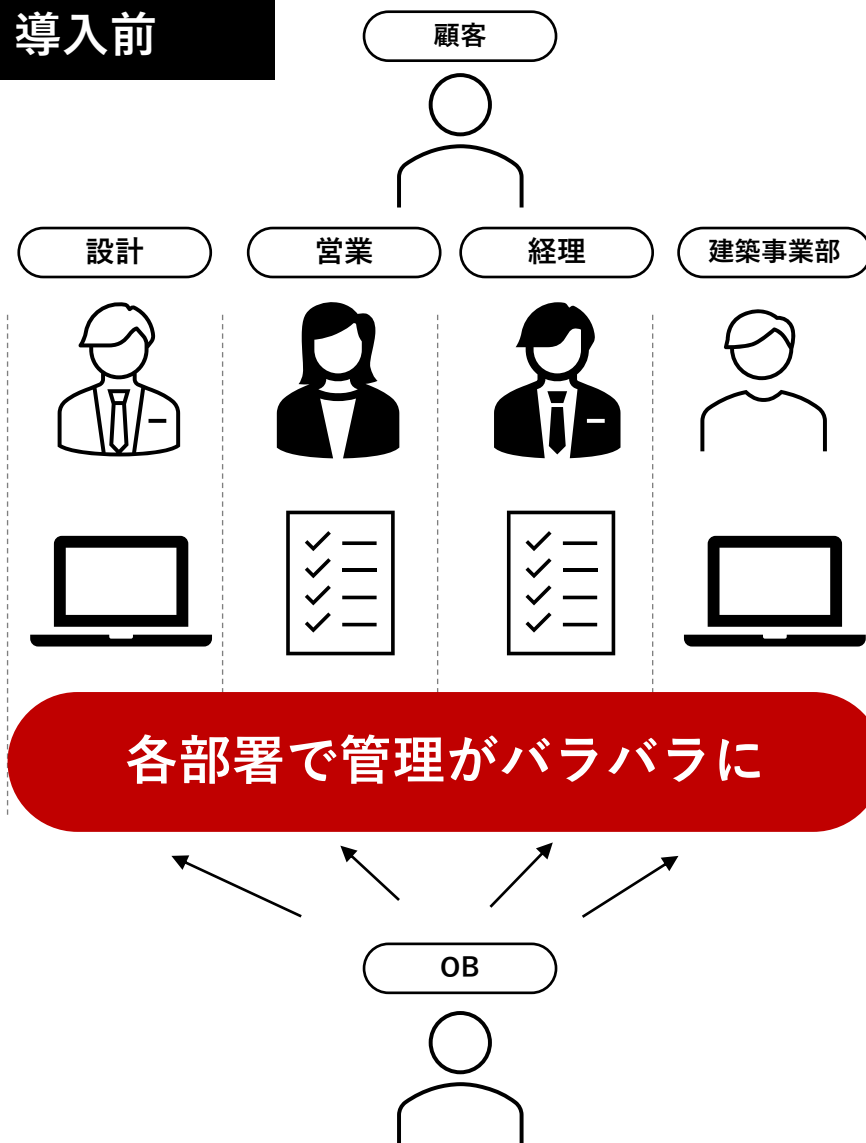 導入前
顧客
設計
営業
経理
建築事業部
各部署で管理がバラバラに
OB